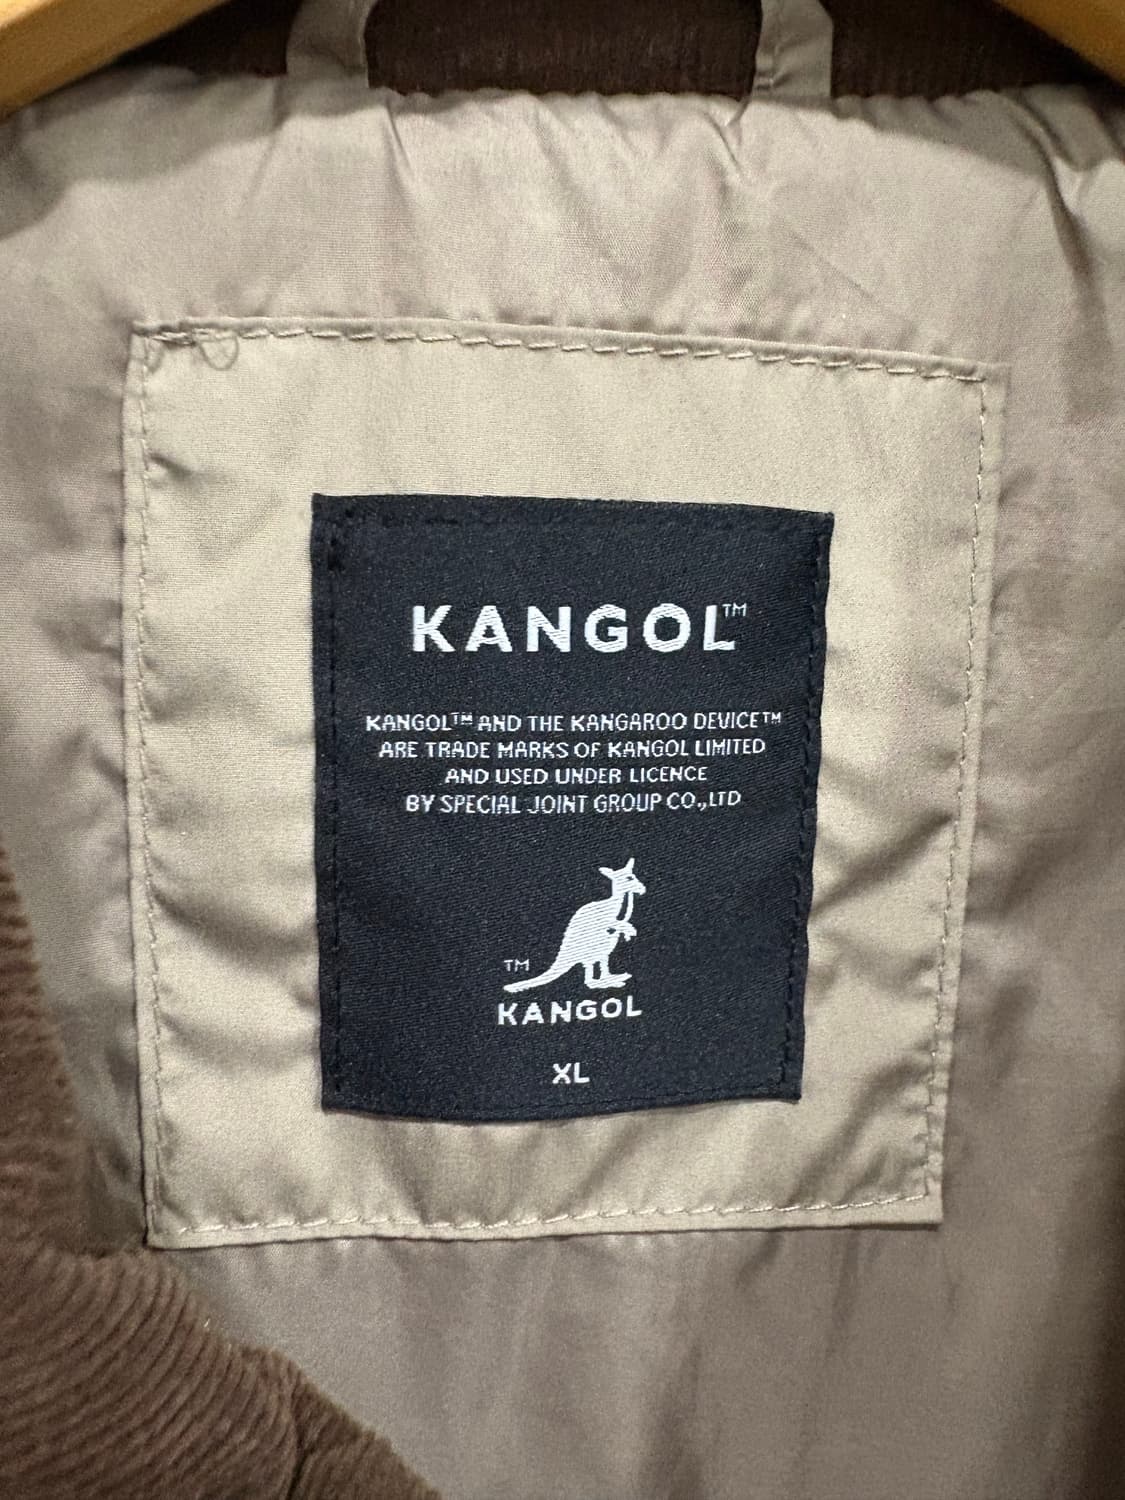 KANGOL™
KANGOL™ AND THE KANGAROO DEVICE™
ARE TRADE MARKS OF KANGOL LIMITED
AND USED UNDER LICENCE
BY SPECIAL JOINT GROUP CO.,LTD
™
KANGOL
XL